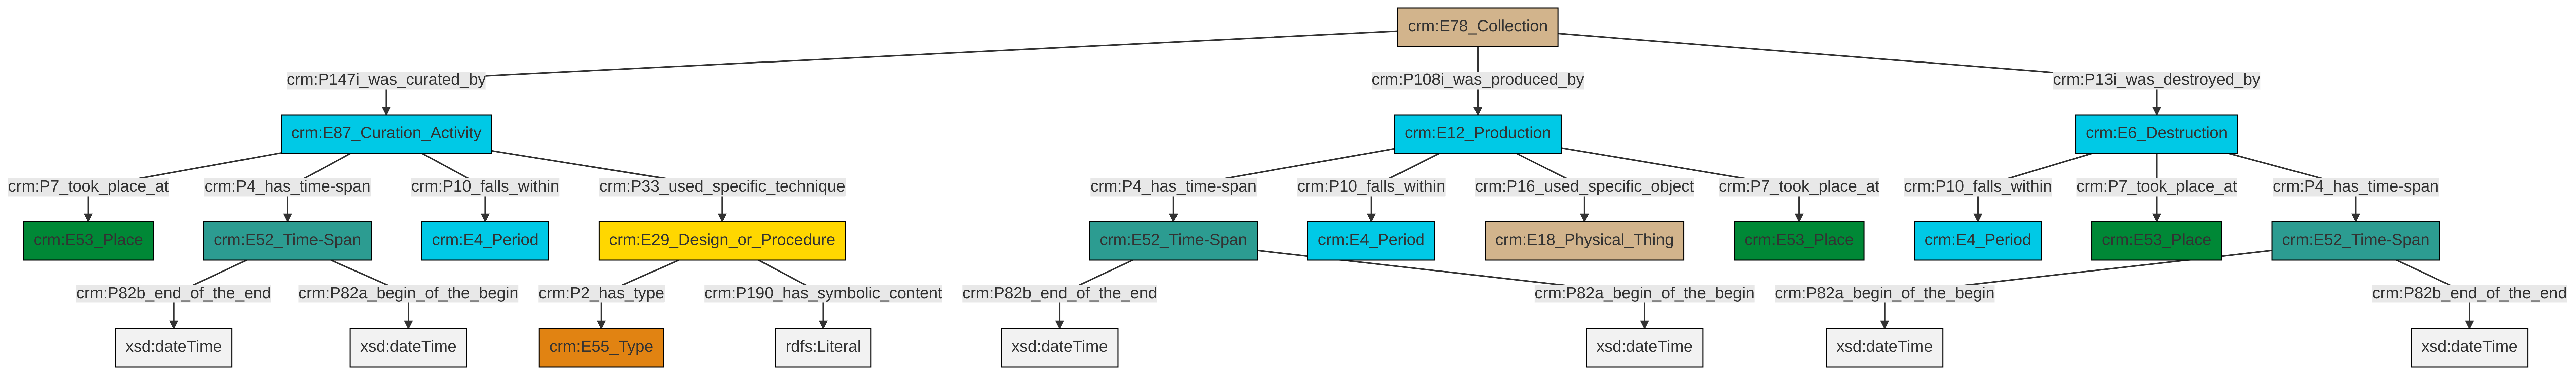 crm:E78_Collection
crm:P147i_was_curated_by
crm:P108i_was_produced_by
crm:P13i_was_destroyed_by
crm:E87_Curation_Activity
crm:E12_Production
crm:E6_Destruction
crm:P7_took_place_at
crm:P4_has_time-span
crm:P10_falls_within
crm:P33_used_specific_technique
crm:P4_has_time-span
crm:P10_falls_within
crm:P16_used_specific_object
crm:P7_took_place_at
crm:P10_falls_within
crm:P7_took_place_at
crm:P4_has_time-span
crm:E53_Place
crm:E52_Time-Span
crm:E4_Period
crm:E29_Design_or_Procedure
crm:E52_Time-Span
crm:E4_Period
crm:E18_Physical_Thing
crm:E53_Place
crm:E4_Period
crm:E53_Place
crm:E52_Time-Span
crm:P82b_end_of_the_end
crm:P82a_begin_of_the_begin
crm:P2_has_type
crm:P190_has_symbolic_content
crm:P82b_end_of_the_end
crm:P82a_begin_of_the_begin
crm:P82a_begin_of_the_begin
crm:P82b_end_of_the_end
xsd:dateTime
xsd:dateTime
crm:E55_Type
rdfs:Literal
xsd:dateTime
xsd:dateTime
xsd:dateTime
xsd:dateTime